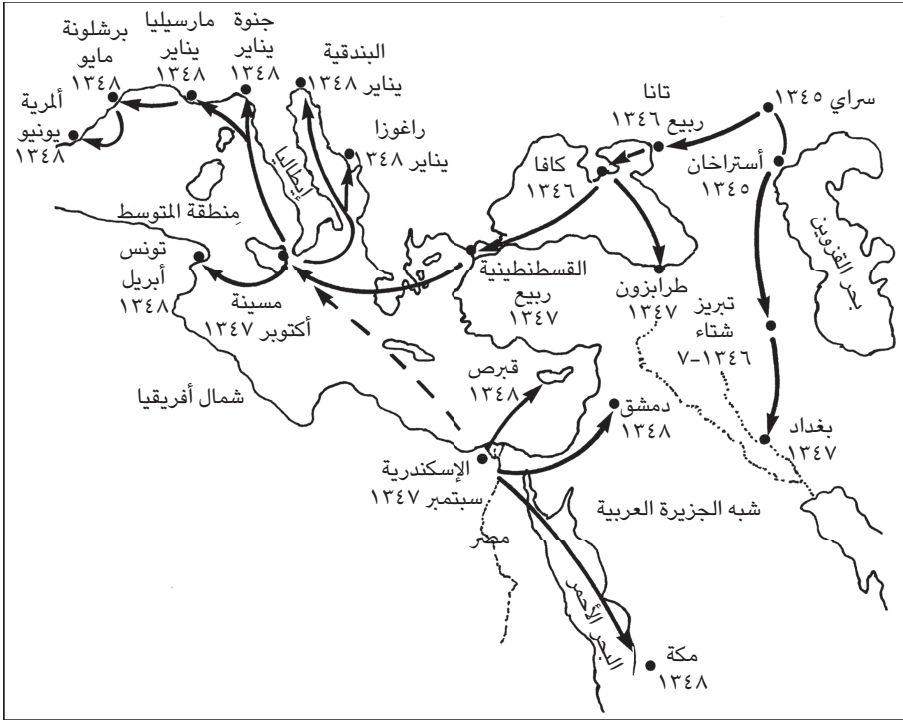 برشلونة
مايو
١٣٤٨
مارسيليا
يناير
١٣٤٨
جنوة
يناير
١٣٤٨
البندقية
يناير ١٣٤٨
ألمرية
يونيو
١٣٤٨
راغوزا
يناير ١٣٤٨
تانا
ربيع ١٣٤٦
سراي ١٣٤٥
أستراخان
١٣٤٥
كافا
١٣٤٦
إيطاليا
منطقة المتوسط
بحر القزوين
تونس
أبريل
١٣٤٨
مسينة
أكتوبر ١٣٤٧
القسطنطينية
ربيع
١٣٤٧
طرابزون
١٣٤٧
تبريز
شتاء
١٣٤٦–٧
قبرص
١٣٤٨
شمال أفريقيا
دمشق
١٣٤٨
بغداد
١٣٤٧
الإسكندرية
سبتمبر ١٣٤٧
شبه الجزيرة العربية
مصر
البحر الأحمر
مكة
١٣٤٨